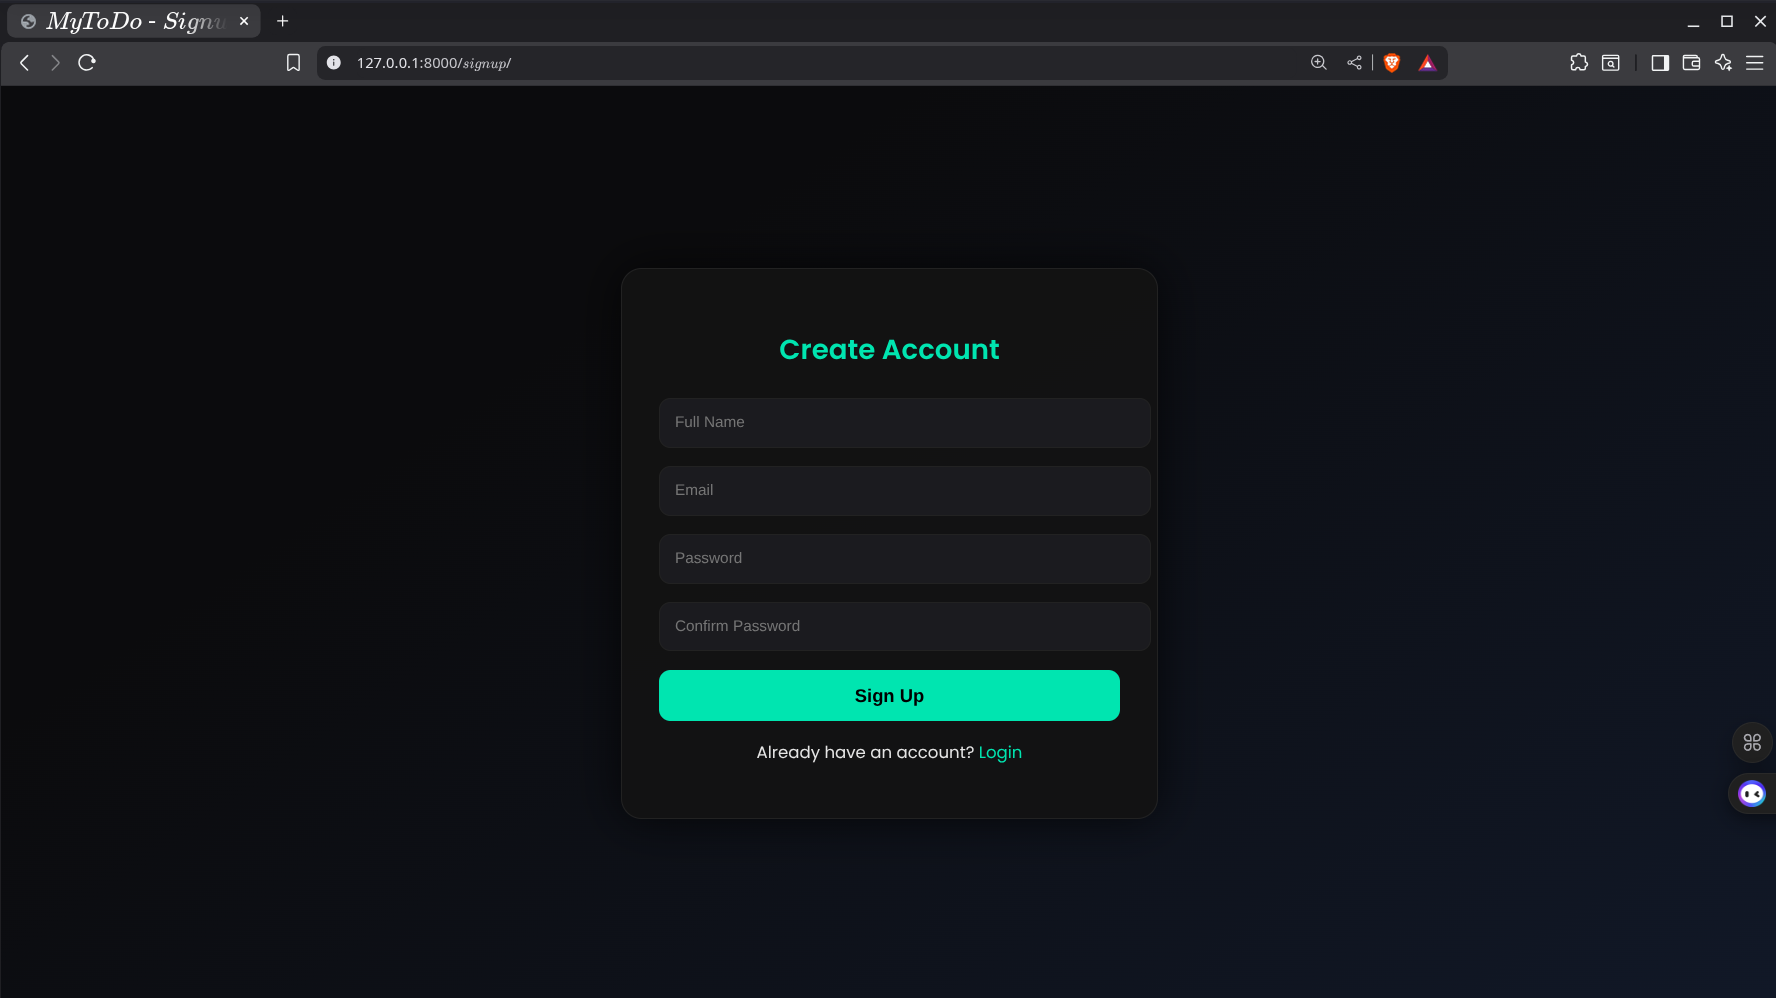 MyToDo - Signu
127.0.0.1:8000/signup/
Create Account
Full Name
Email
Password
Confirm Password
Sign Up
Already have an account? Login